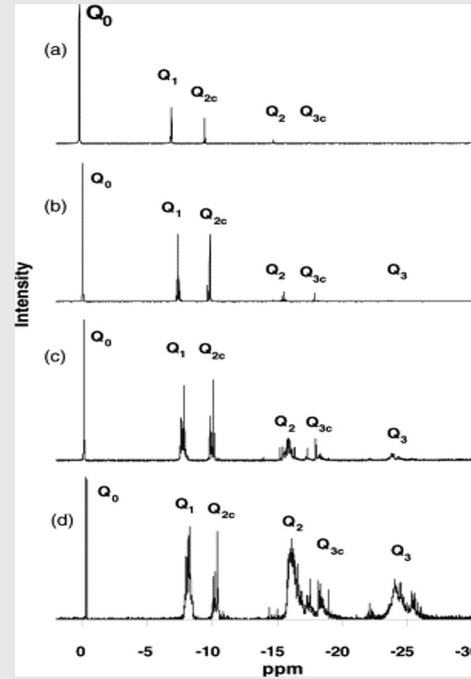 Q0
(a)
Q1
Q2c
Q2 Q3c
Q0
(b)
Q1 Q2c
Q2 Q3c Q3
Intensity
(c)
Q0
Q1 Q2c
Q2 Q3c
Q3
(d)
Q0
Q1
Q2c
Q2
Q3c
Q3
0 -5 -10 -15 -20 -25 -30
ppm